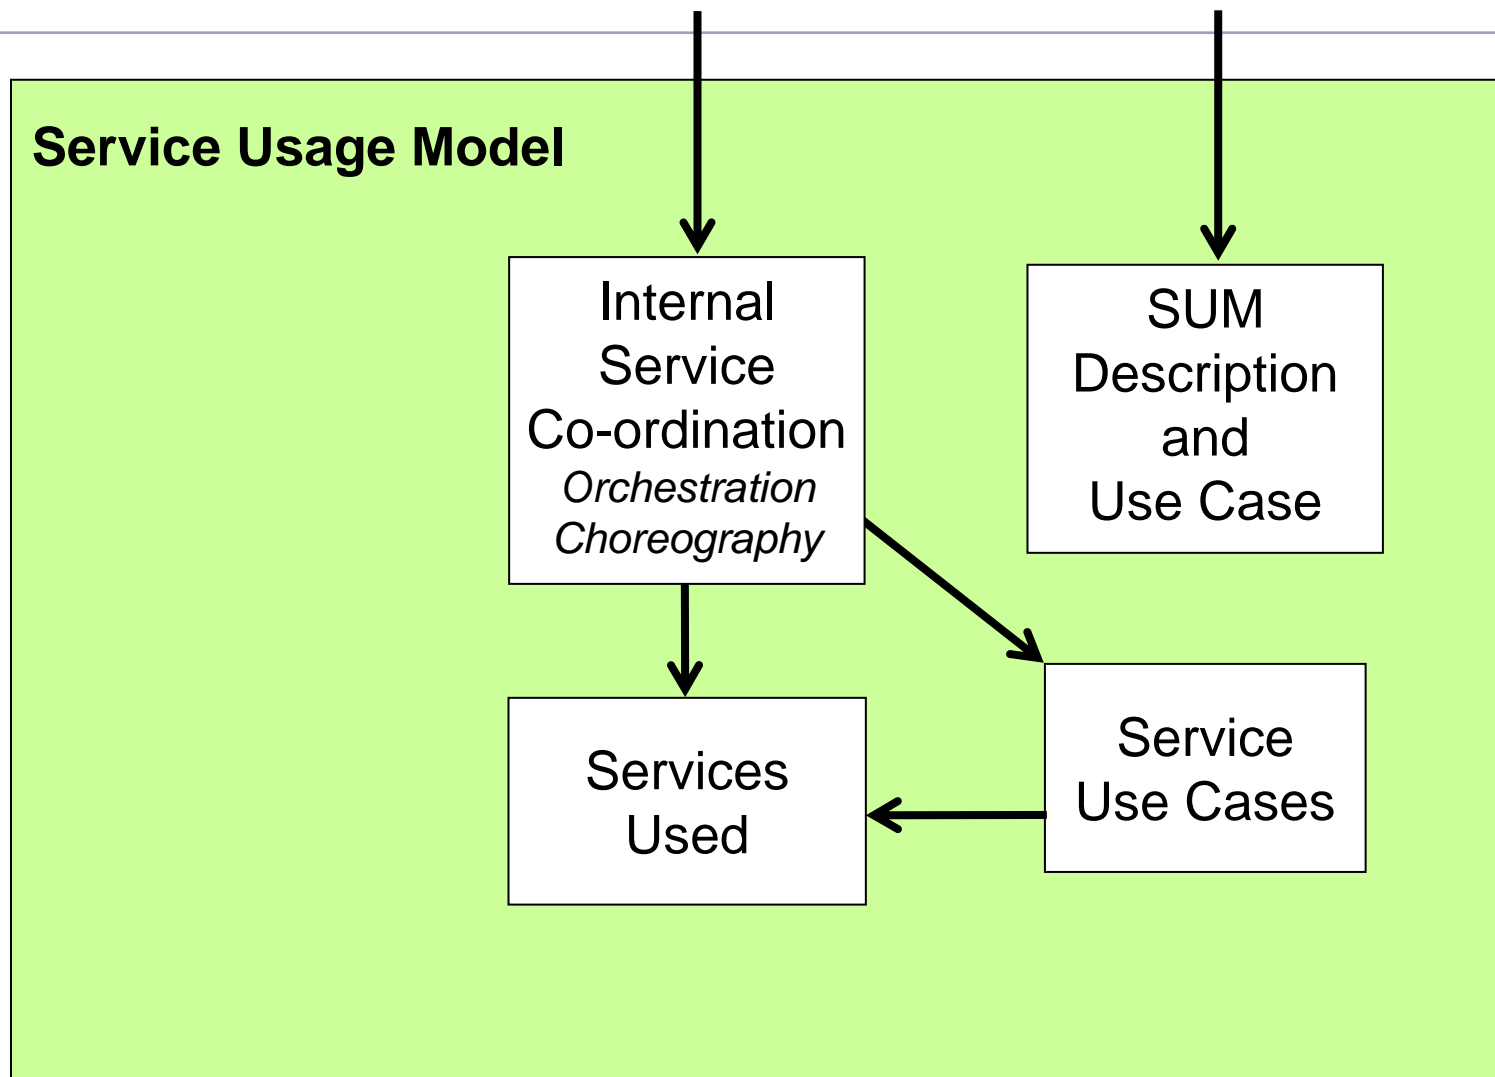 Service Usage Model
Internal
Service
Co-ordination
Orchestration
Choreography
SUM
Description
and
Use Case
Services
Used
Service
Use Cases